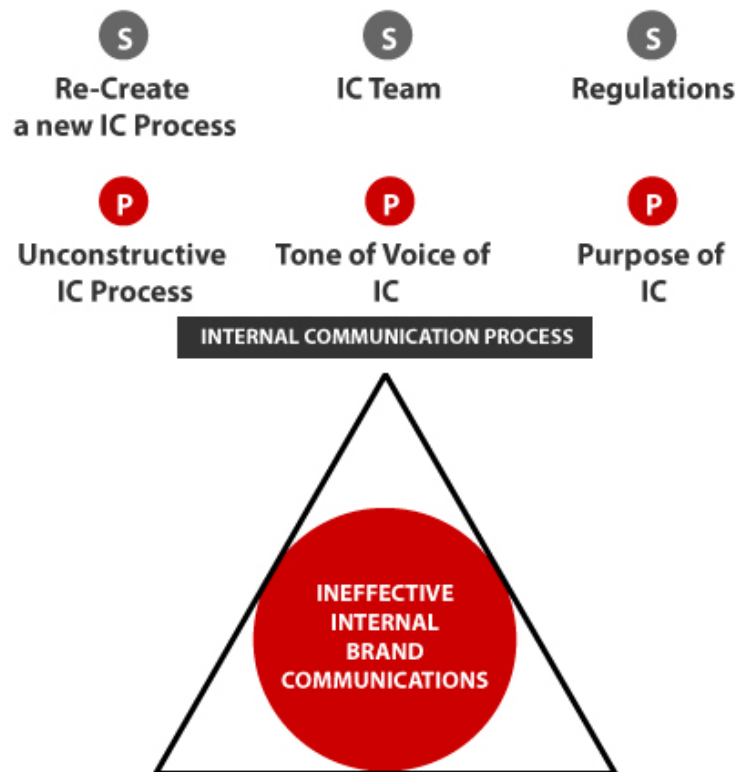 S S S
Re-Create IC Team Regulations
a new IC Process
P P P
Unconstructive Tone of Voice of Purpose of
IC Process IC IC
INTERNAL COMMUNICATION PROCESS
INEFFECTIVE
INTERNAL
BRAND
COMMUNICATIONS